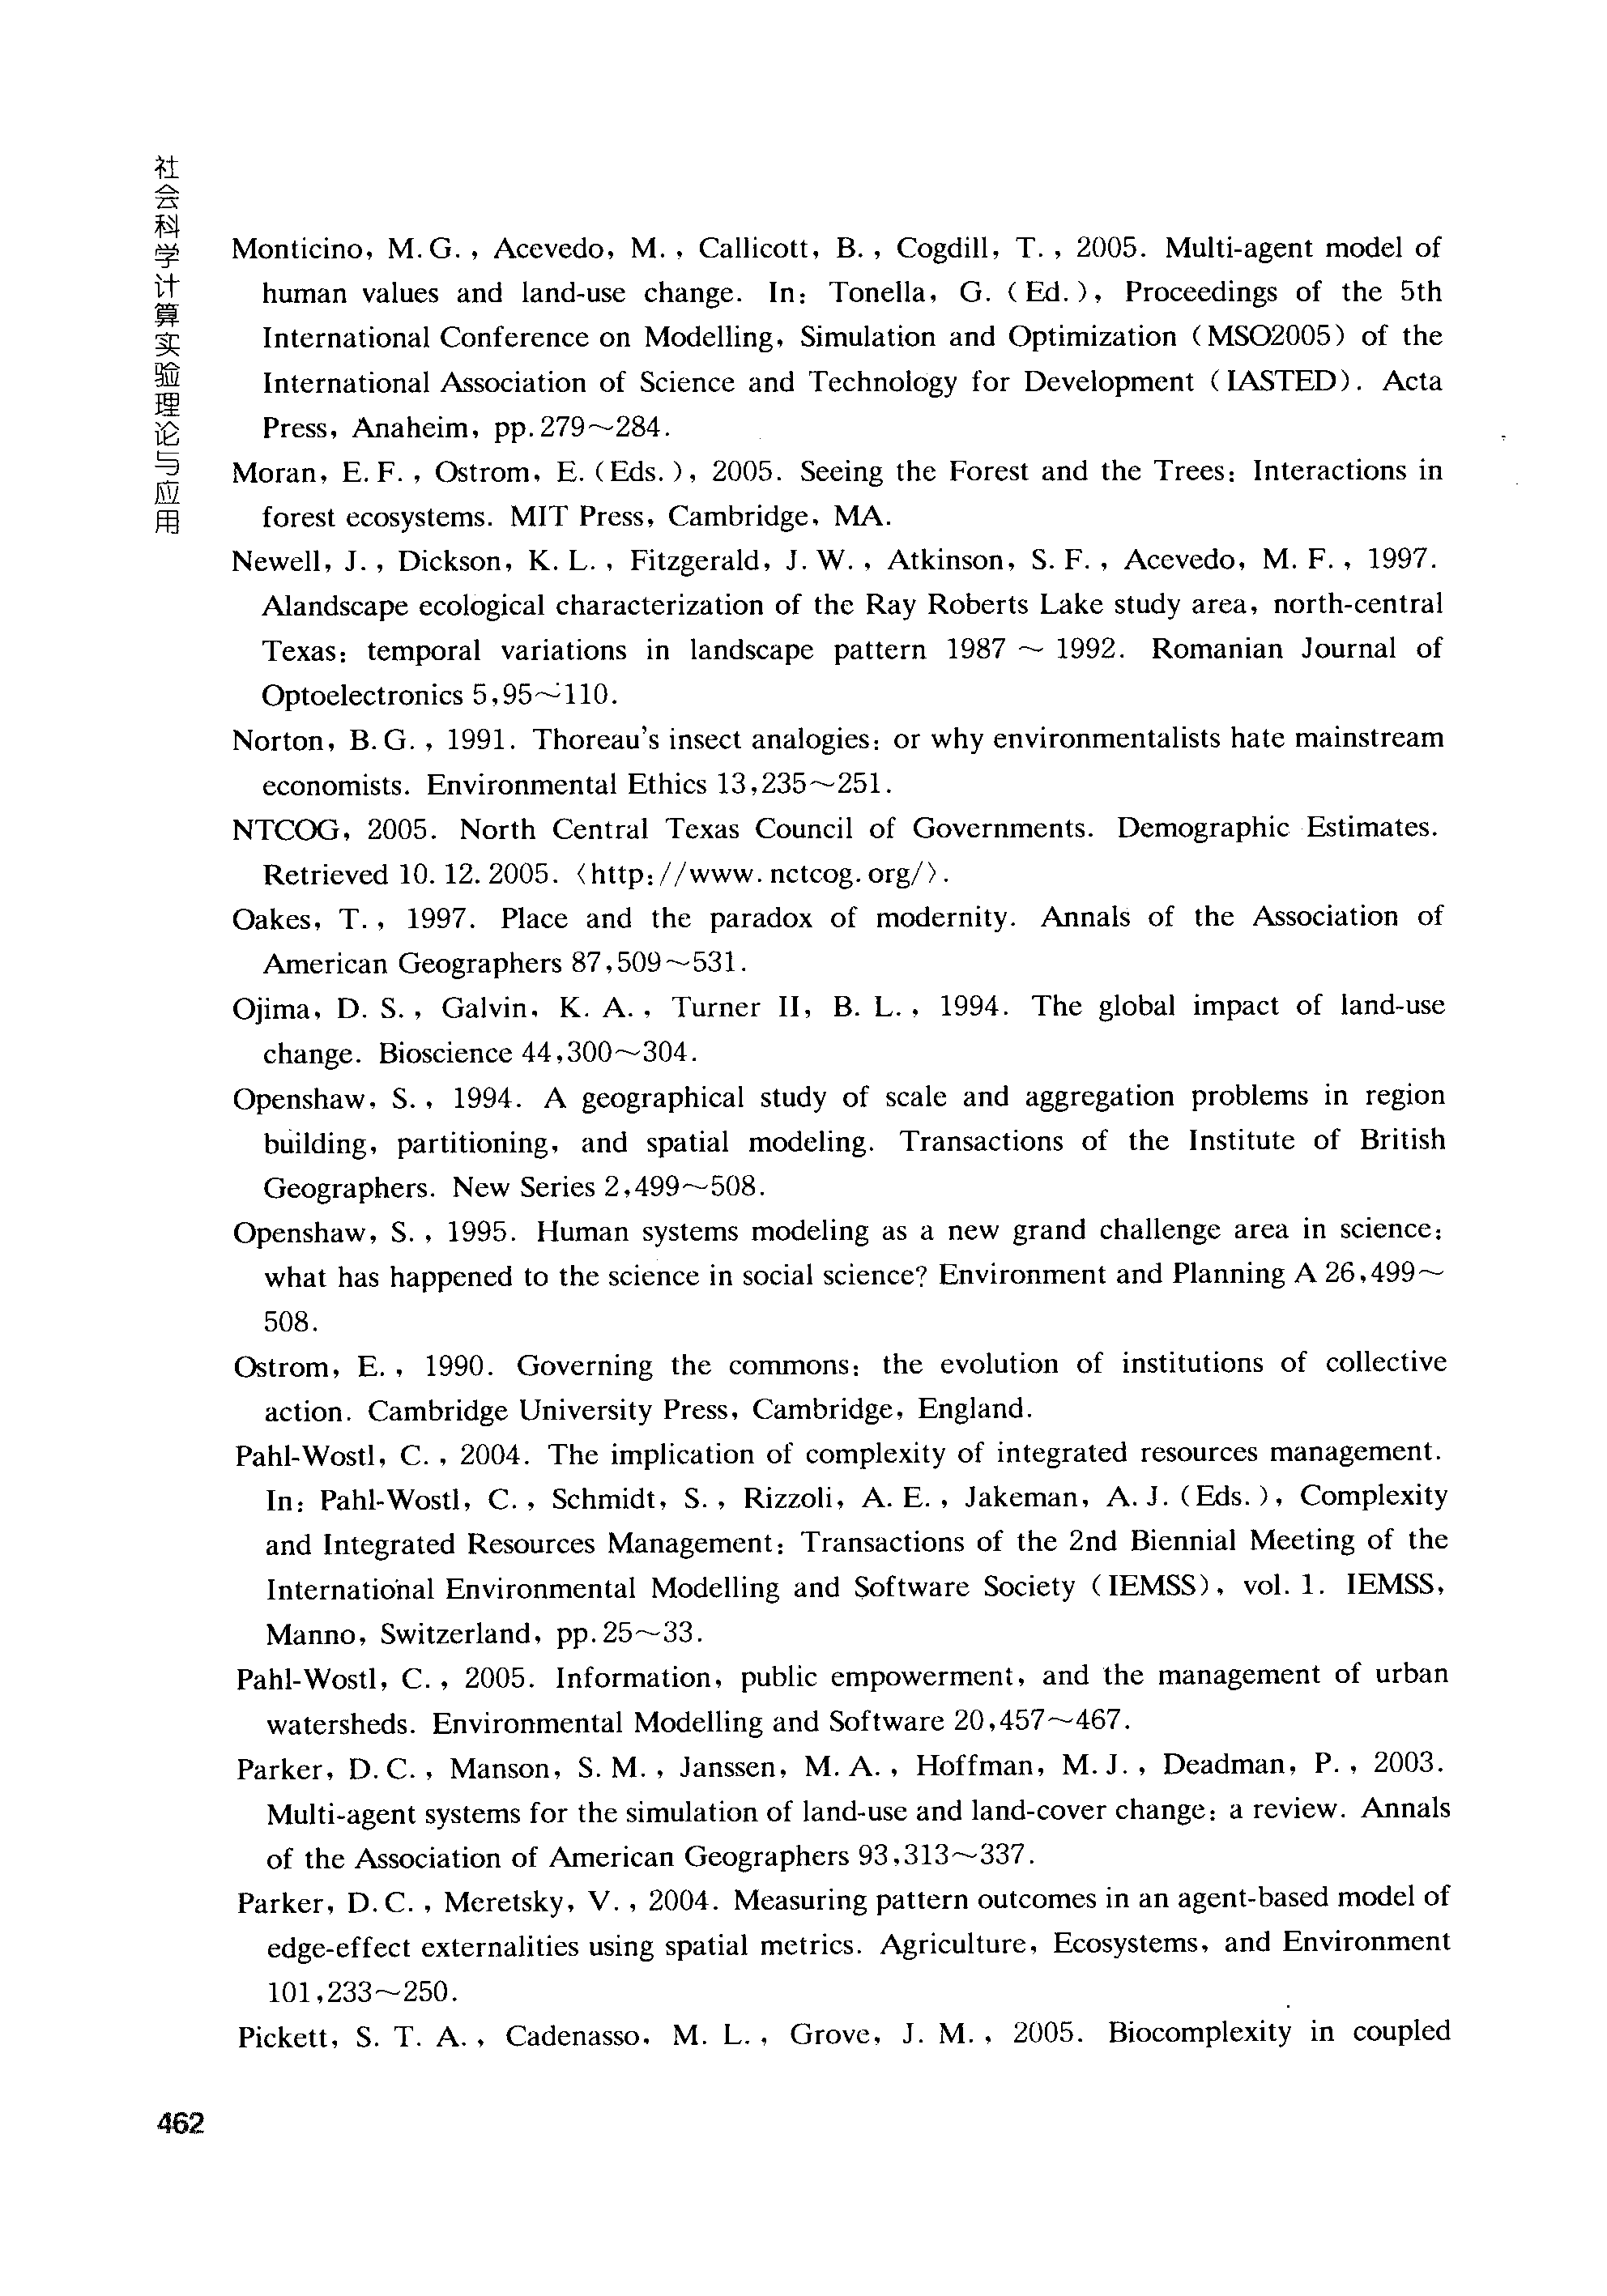 社会科学计算实验理论与应用
Monticino, M. G. , Acevedo, M. , Callicott, B. , Cogdill, T. , 2005. Multi-agent model of
human values and land-use change. In: Tonella, G. (Ed.), Proceedings of the 5th
International Conference on Modelling, Simulation and Optimization (MSO2005) of the
International Association of Science and Technology for Development (IASTED). Acta
Press, Anaheim, pp. 279～284.
Moran, E. F. , Ostrom, E. (Eds.), 2005. Seeing the Forest and the Trees: Interactions in
forest ecosystems. MIT Press, Cambridge, MA.
Newell, J. , Dickson, K. L. , Fitzgerald, J. W. , Atkinson, S. F. , Acevedo, M. F. , 1997.
Alandscape ecological characterization of the Ray Roberts Lake study area, north-central
Texas: temporal variations in landscape pattern 1987 ～ 1992. Romanian Journal of
Optoelectronics 5,95～110.
Norton, B. G. , 1991. Thoreau's insect analogies: or why environmentalists hate mainstream
economists. Environmental Ethics 13,235～251.
NTCOG, 2005. North Central Texas Council of Governments. Demographic Estimates.
Retrieved 10. 12. 2005. 〈http://www. nctcog. org/〉.
Oakes, T. , 1997. Place and the paradox of modernity. Annals of the Association of
American Geographers 87,509～531.
Ojima, D. S. , Galvin, K. A. , Turner II, B. L. , 1994. The global impact of land-use
change. Bioscience 44,300～304.
Openshaw, S. , 1994. A geographical study of scale and aggregation problems in region
building, partitioning, and spatial modeling. Transactions of the Institute of British
Geographers. New Series 2,499～508.
Openshaw, S. , 1995. Human systems modeling as a new grand challenge area in science:
what has happened to the science in social science? Environment and Planning A 26,499～
508.
Ostrom, E. , 1990. Governing the commons: the evolution of institutions of collective
action. Cambridge University Press, Cambridge, England.
Pahl-Wostl, C. , 2004. The implication of complexity of integrated resources management.
In: Pahl-Wostl, C. , Schmidt, S. , Rizzoli, A. E. , Jakeman, A. J. (Eds.), Complexity
and Integrated Resources Management: Transactions of the 2nd Biennial Meeting of the
International Environmental Modelling and Software Society (IEMSS), vol. 1. IEMSS,
Manno, Switzerland, pp. 25～33.
Pahl-Wostl, C. , 2005. Information, public empowerment, and the management of urban
watersheds. Environmental Modelling and Software 20,457～467.
Parker, D. C. , Manson, S. M. , Janssen, M. A. , Hoffman, M. J. , Deadman, P. , 2003.
Multi-agent systems for the simulation of land-use and land-cover change: a review. Annals
of the Association of American Geographers 93,313～337.
Parker, D. C. , Meretsky, V. , 2004. Measuring pattern outcomes in an agent-based model of
edge-effect externalities using spatial metrics. Agriculture, Ecosystems, and Environment
101,233～250.
Pickett, S. T. A. , Cadenasso, M. L. , Grove, J. M. , 2005. Biocomplexity in coupled
462